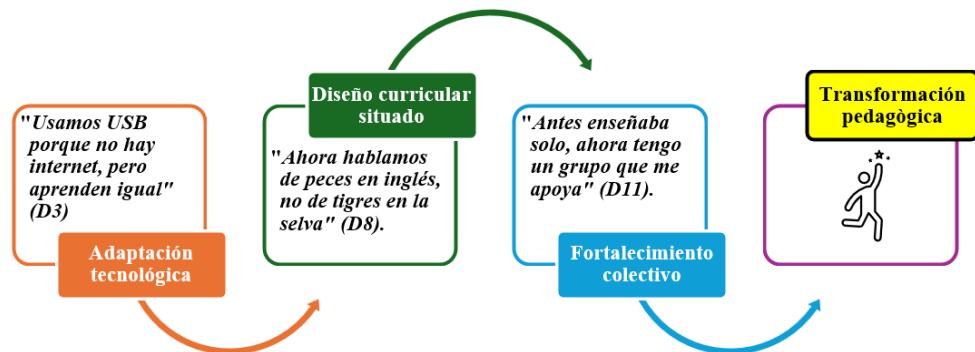 "Usamos USB
porque no hay
internet, pero
aprenden igual"
(D3)
Adaptación
tecnológica
Diseño curricular
situado
"Ahora hablamos
de peces en inglés,
no de tigres en la
selva" (D8).
"Antes enseñaba
solo, ahora tengo
un grupo que me
apoya" (D11).
Fortalecimiento
colectivo
Transformación
pedagògica